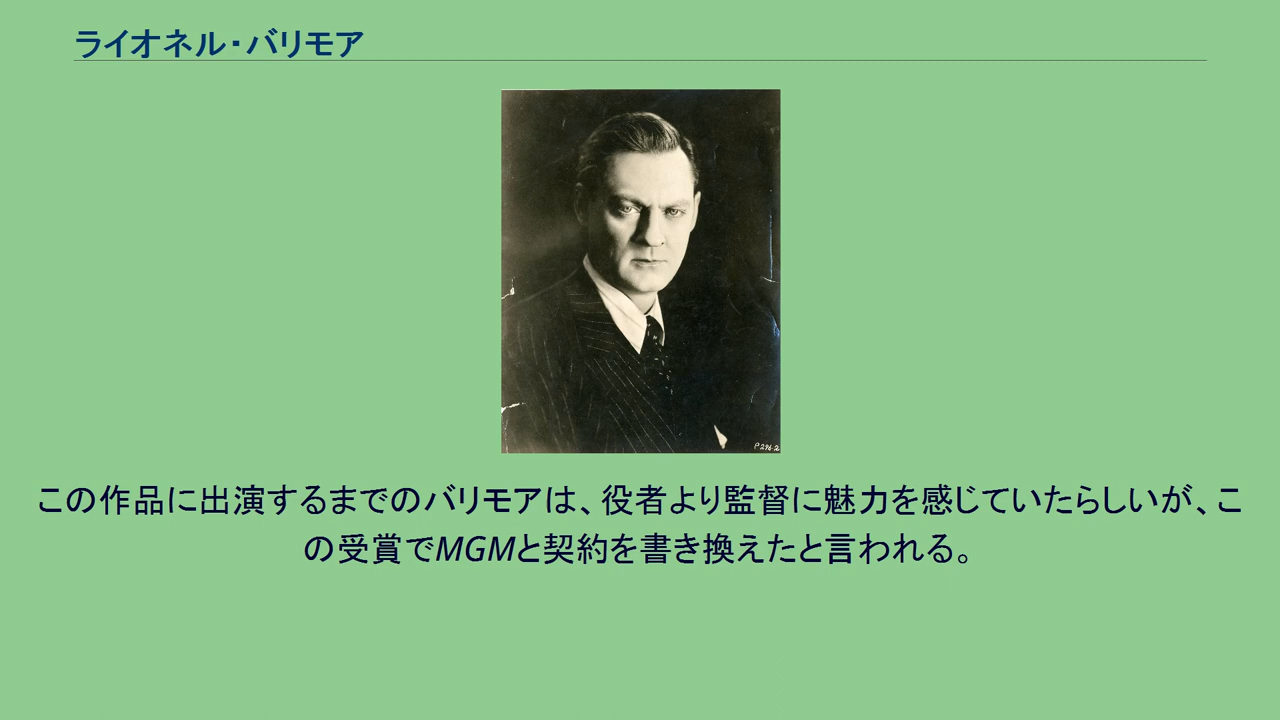 ライオネル・バリモア
P296-2
この作品に出演するまでのバリモアは、役者より監督に魅力を感じていたらしいが、こ
の受賞でMGMと契約を書き換えたと言われる。